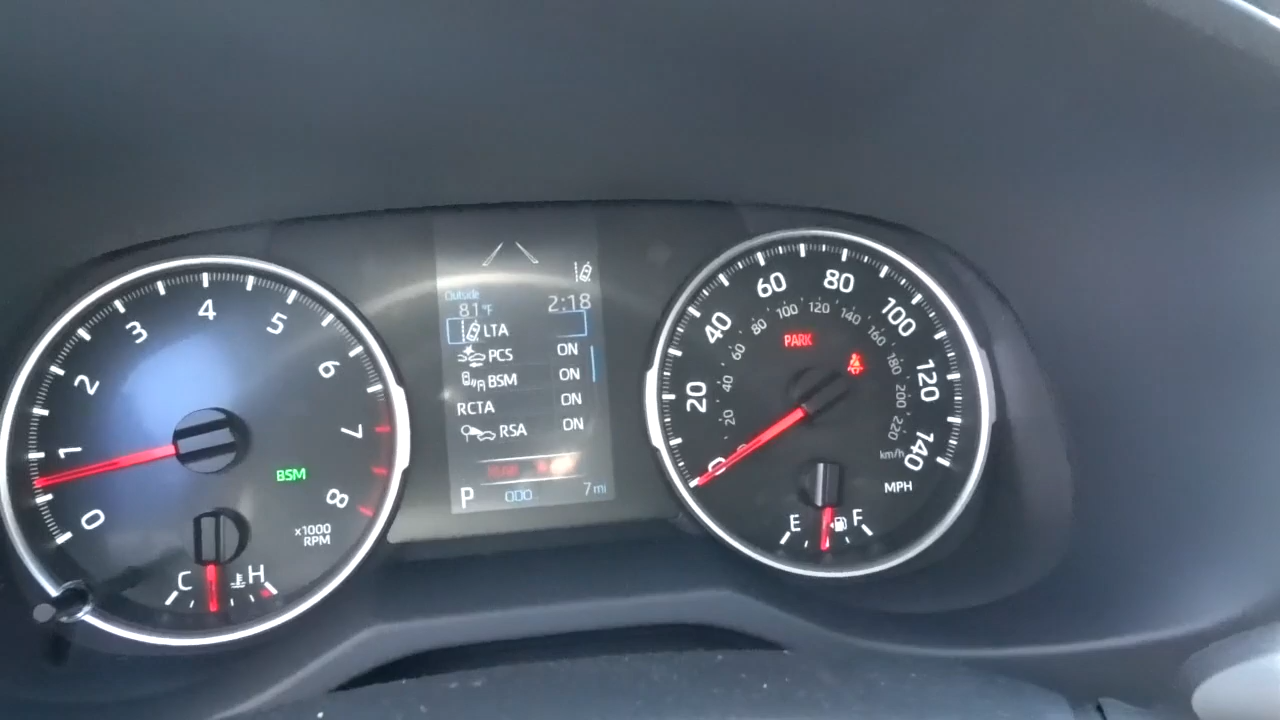 0
1
2
3
4
5
6
7
8
x1000
RPM
BSM
C H
Outside
81°F 2:18
LTA
PCS ON
BSM ON
RCTA ON
RSA ON
P ODO 7 mi
0
20
40
60
80
100
120
140
MPH
20
40
60
80
100
120
140
160
180
200
220
km/h
PARK
E F